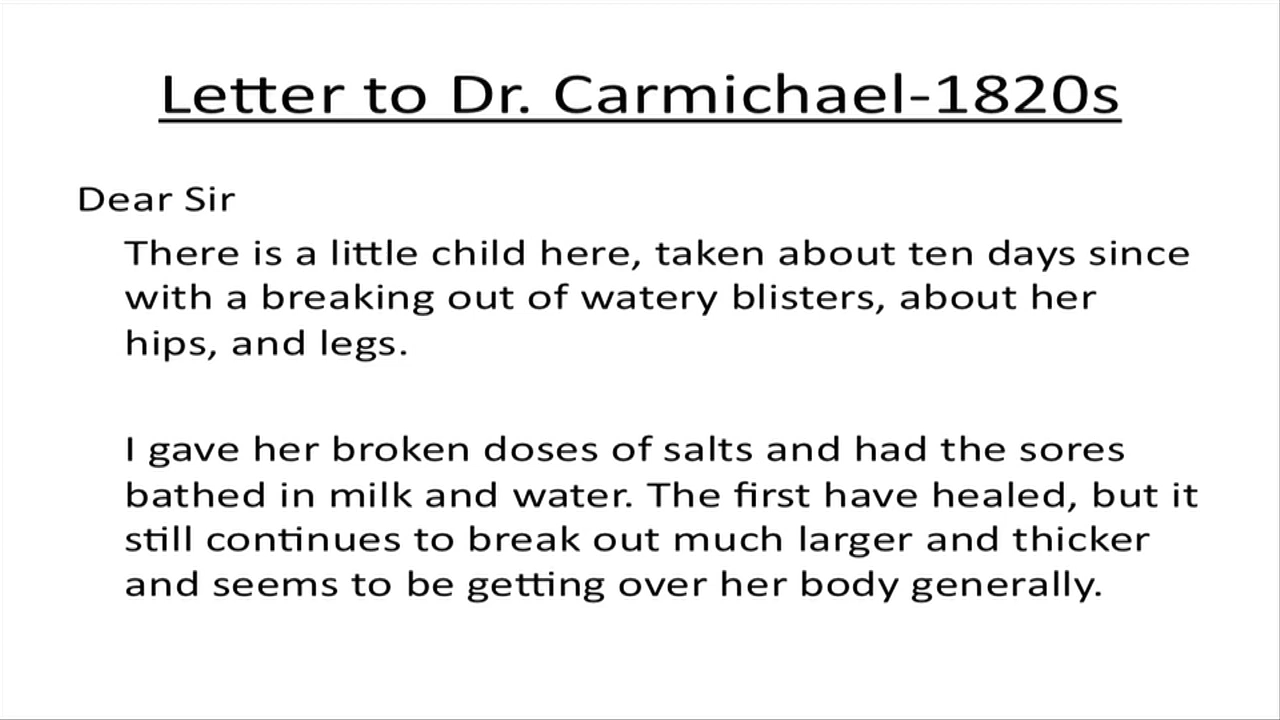 Letter to Dr. Carmichael-1820s
Dear Sir
There is a little child here, taken about ten days since
with a breaking out of watery blisters, about her
hips, and legs.
I gave her broken doses of salts and had the sores
bathed in milk and water. The first have healed, but it
still continues to break out much larger and thicker
and seems to be getting over her body generally.